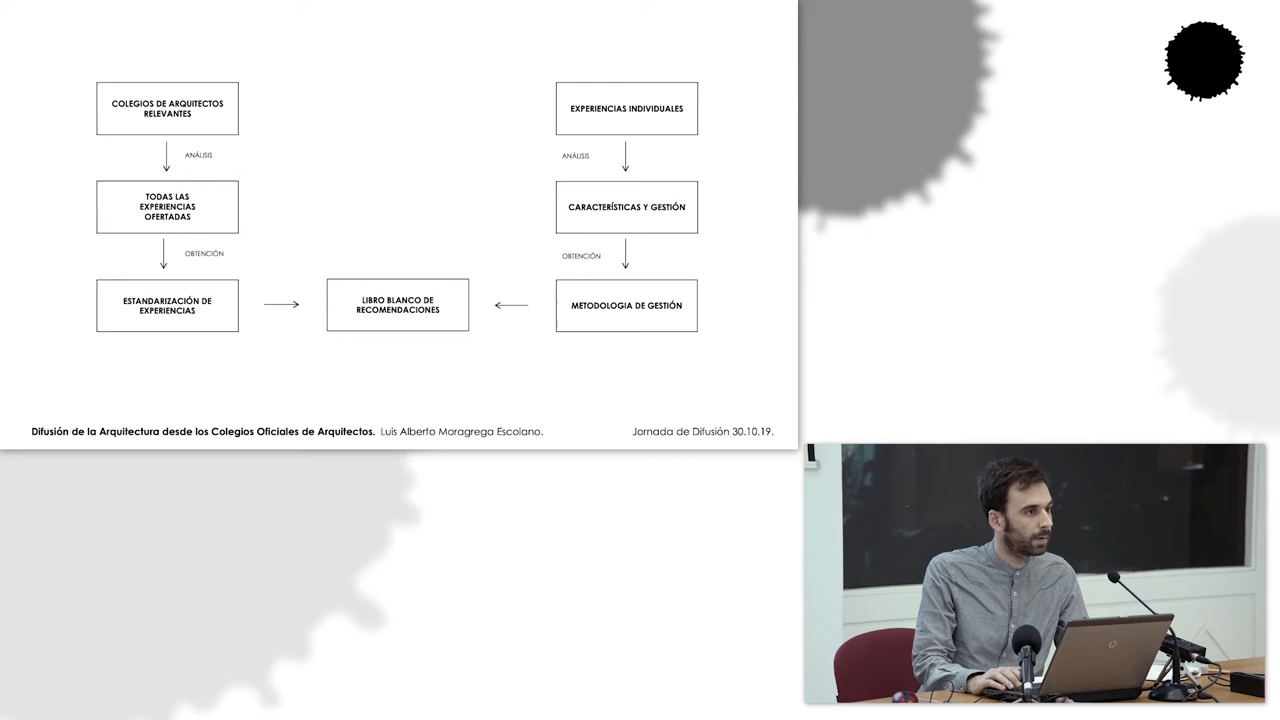 COLEGIOS DE ARQUITECTOS
RELEVANTES
ANÁLISIS
TODAS LAS
EXPERIENCIAS
OFERTADAS
OBTENCIÓN
ESTANDARIZACIÓN DE
EXPERIENCIAS
LIBRO BLANCO DE
RECOMENDACIONES
EXPERIENCIAS INDIVIDUALES
ANÁLISIS
CARACTERÍSTICAS Y GESTIÓN
OBTENCIÓN
METODOLOGIA DE GESTIÓN
Difusión de la Arquitectura desde los Colegios Oficiales de Arquitectos. Luis Alberto Moragrega Escolano.
Jornada de Difusión 30.10.19.